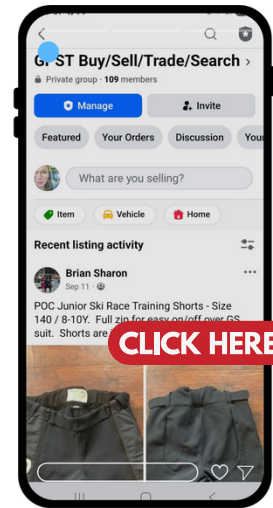 GPST Buy/Sell/Trade/Search >
Private group · 109 members
Manage
Invite
Featured
Your Orders
Discussion
Your
What are you selling?
Item
Vehicle
Home
Recent listing activity
Brian Sharon
Sep 11 ·
POC Junior Ski Race Training Shorts - Size
140 / 8-10Y. Full zip for easy on/off over GS
suit. Shorts are
CLICK HERE